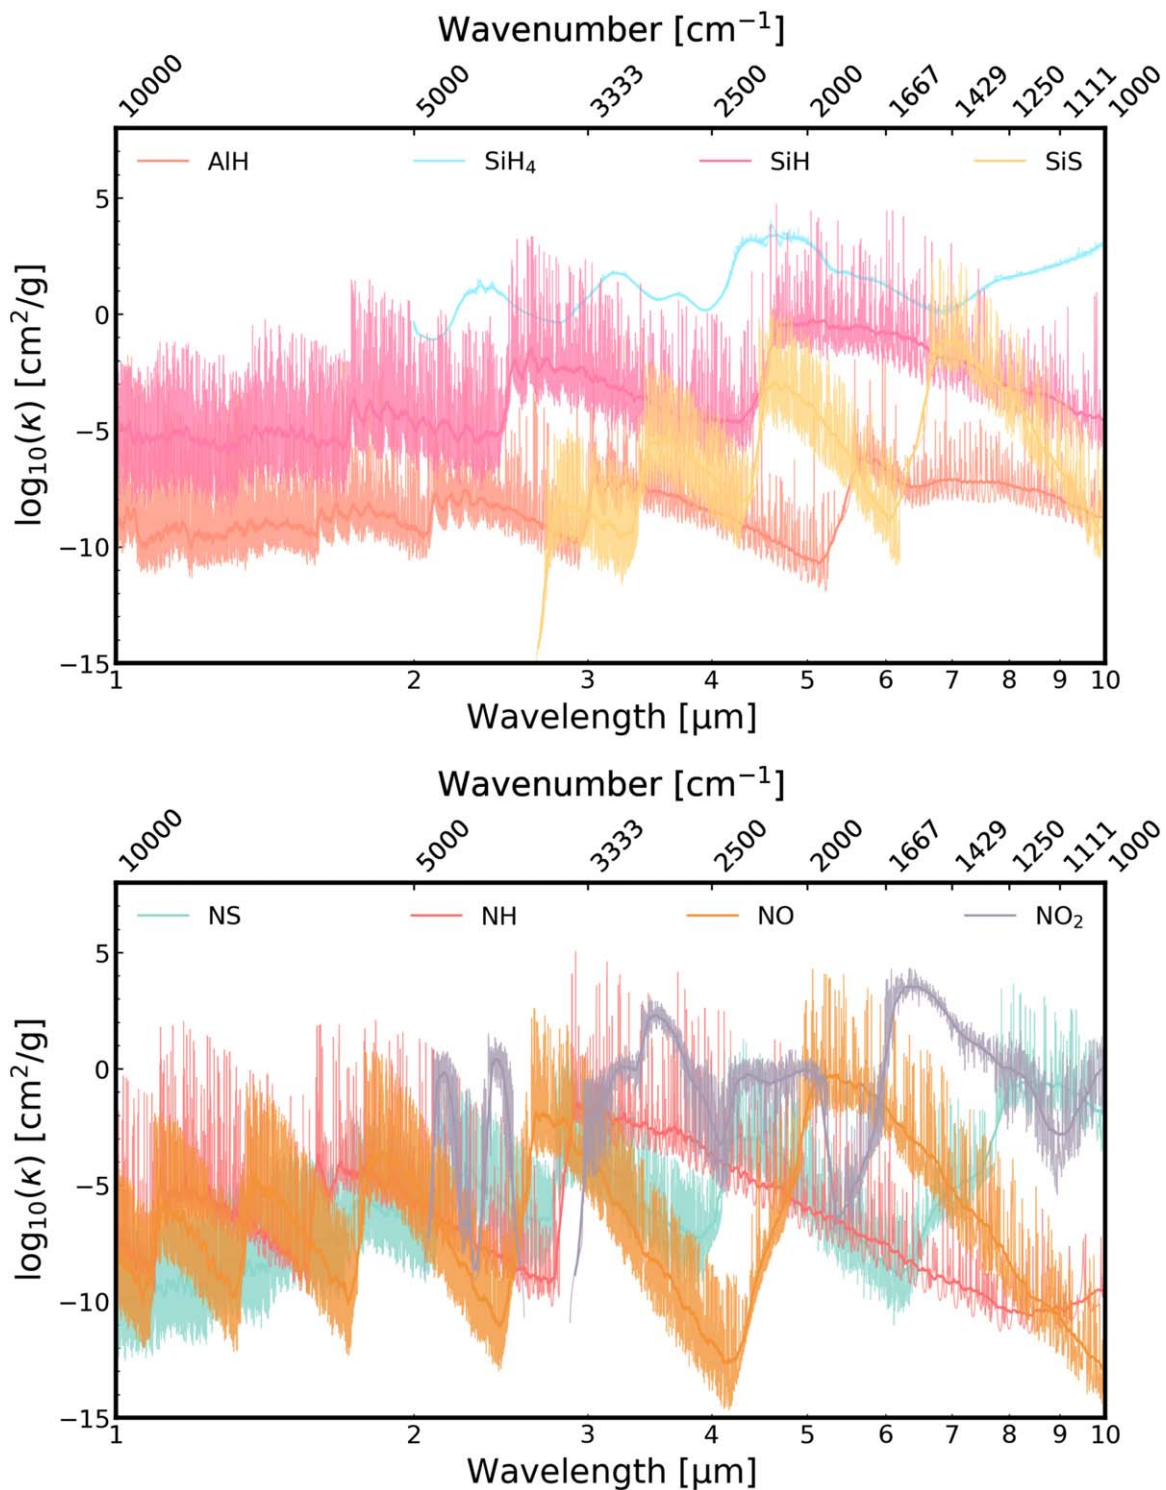 Wavenumber [cm⁻¹]
10000 5000 3333 2500 2000 1667 1429 1250 1111 1000
AlH SiH₄ SiH SiS
5
0
−5
−10
−15
log₁₀(κ) [cm²/g]
1 2 3 4 5 6 7 8 9 10
Wavelength [μm]
Wavenumber [cm⁻¹]
10000 5000 3333 2500 2000 1667 1429 1250 1111 1000
NS NH NO NO₂
5
0
−5
−10
−15
log₁₀(κ) [cm²/g]
1 2 3 4 5 6 7 8 9 10
Wavelength [μm]